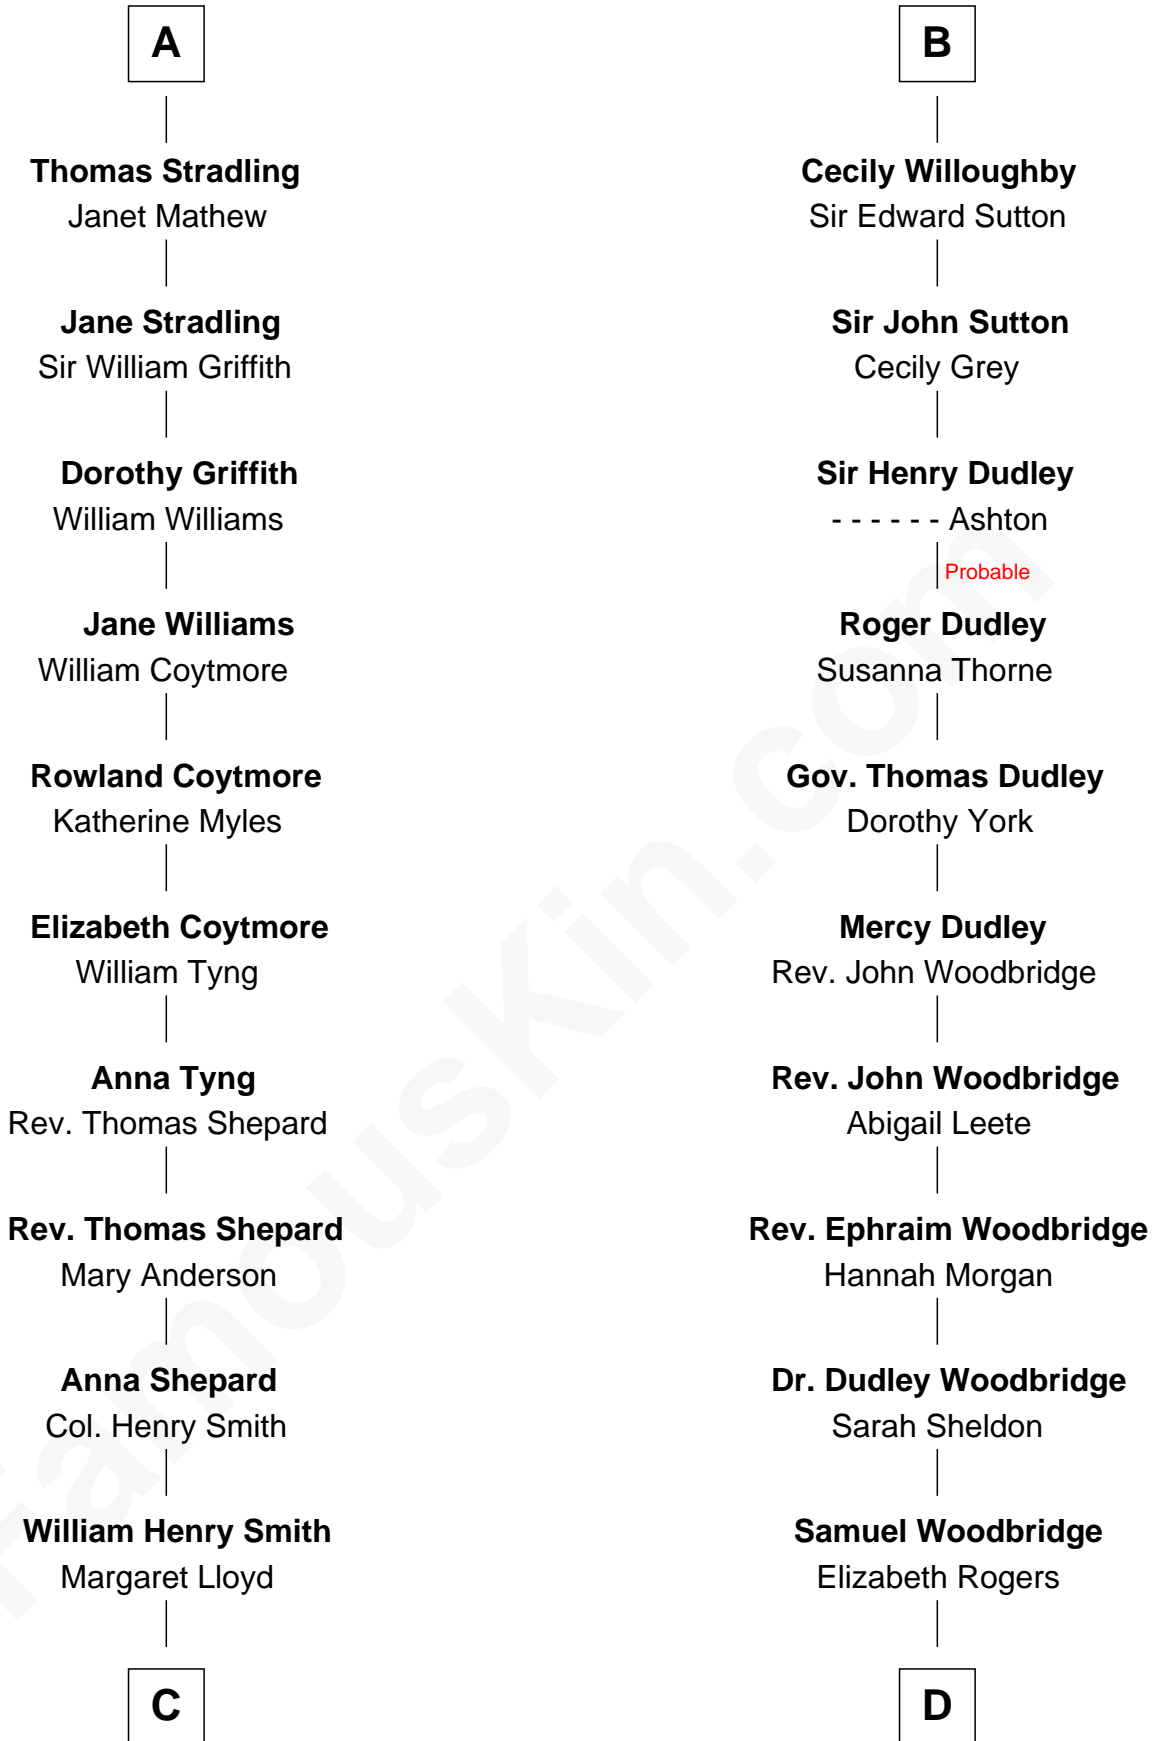 A
Thomas Stradling
Janet Mathew
Jane Stradling
Sir William Griffith
Dorothy Griffith
William Williams
Jane Williams
William Coytmore
Rowland Coytmore
Katherine Myles
Elizabeth Coytmore
William Tyng
Anna Tyng
Rev. Thomas Shepard
Rev. Thomas Shepard
Mary Anderson
Anna Shepard
Col. Henry Smith
William Henry Smith
Margaret Lloyd
C
B
Cecily Willoughby
Sir Edward Sutton
Sir John Sutton
Cecily Grey
Sir Henry Dudley
- - - - - - Ashton
Probable
Roger Dudley
Susanna Thorne
Gov. Thomas Dudley
Dorothy York
Mercy Dudley
Rev. John Woodbridge
Rev. John Woodbridge
Abigail Leete
Rev. Ephraim Woodbridge
Hannah Morgan
Dr. Dudley Woodbridge
Sarah Sheldon
Samuel Woodbridge
Elizabeth Rogers
D
FamousKin.com